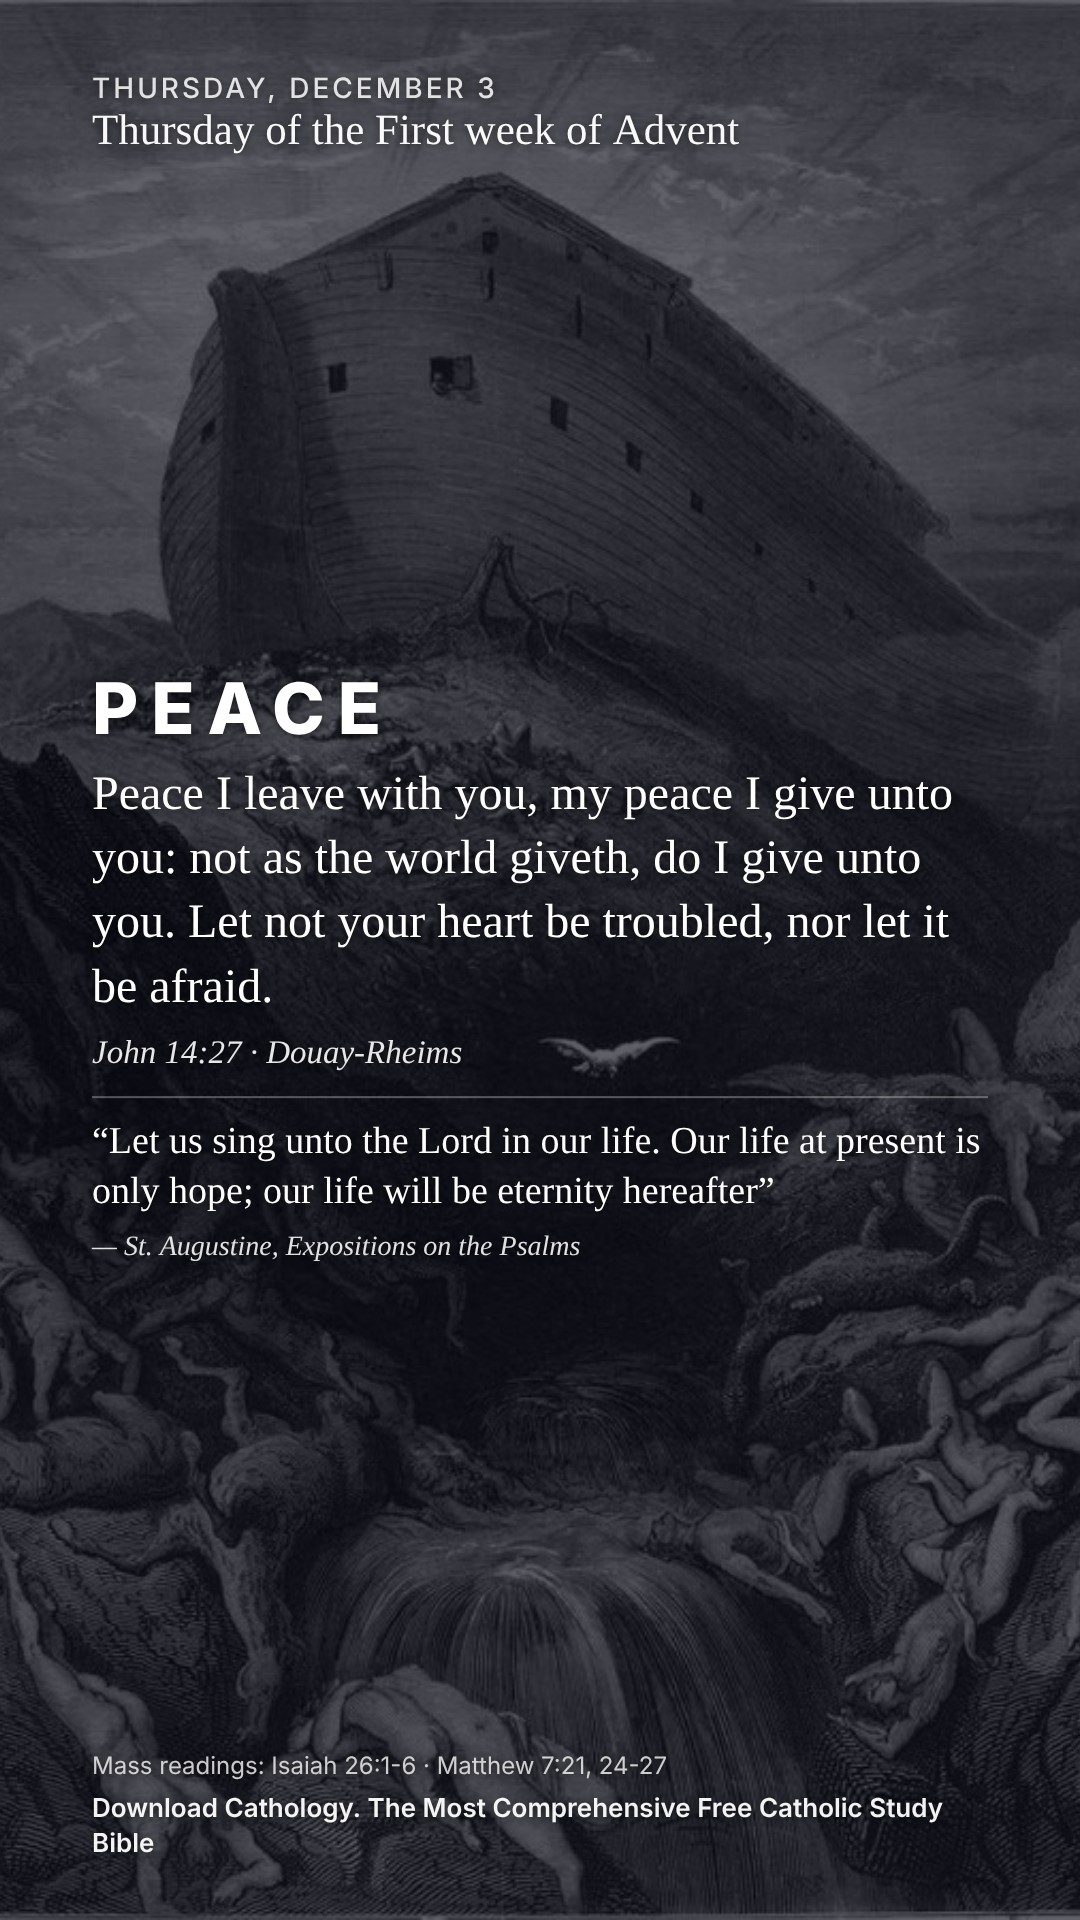 THURSDAY, DECEMBER 3
Thursday of the First week of Advent
PEACE
Peace I leave with you, my peace I give unto
you: not as the world giveth, do I give unto
you. Let not your heart be troubled, nor let it
be afraid.
John 14:27 · Douay-Rheims
“Let us sing unto the Lord in our life. Our life at present is
only hope; our life will be eternity hereafter”
— St. Augustine, Expositions on the Psalms
Mass readings: Isaiah 26:1-6 · Matthew 7:21, 24-27
Download Cathology. The Most Comprehensive Free Catholic Study
Bible